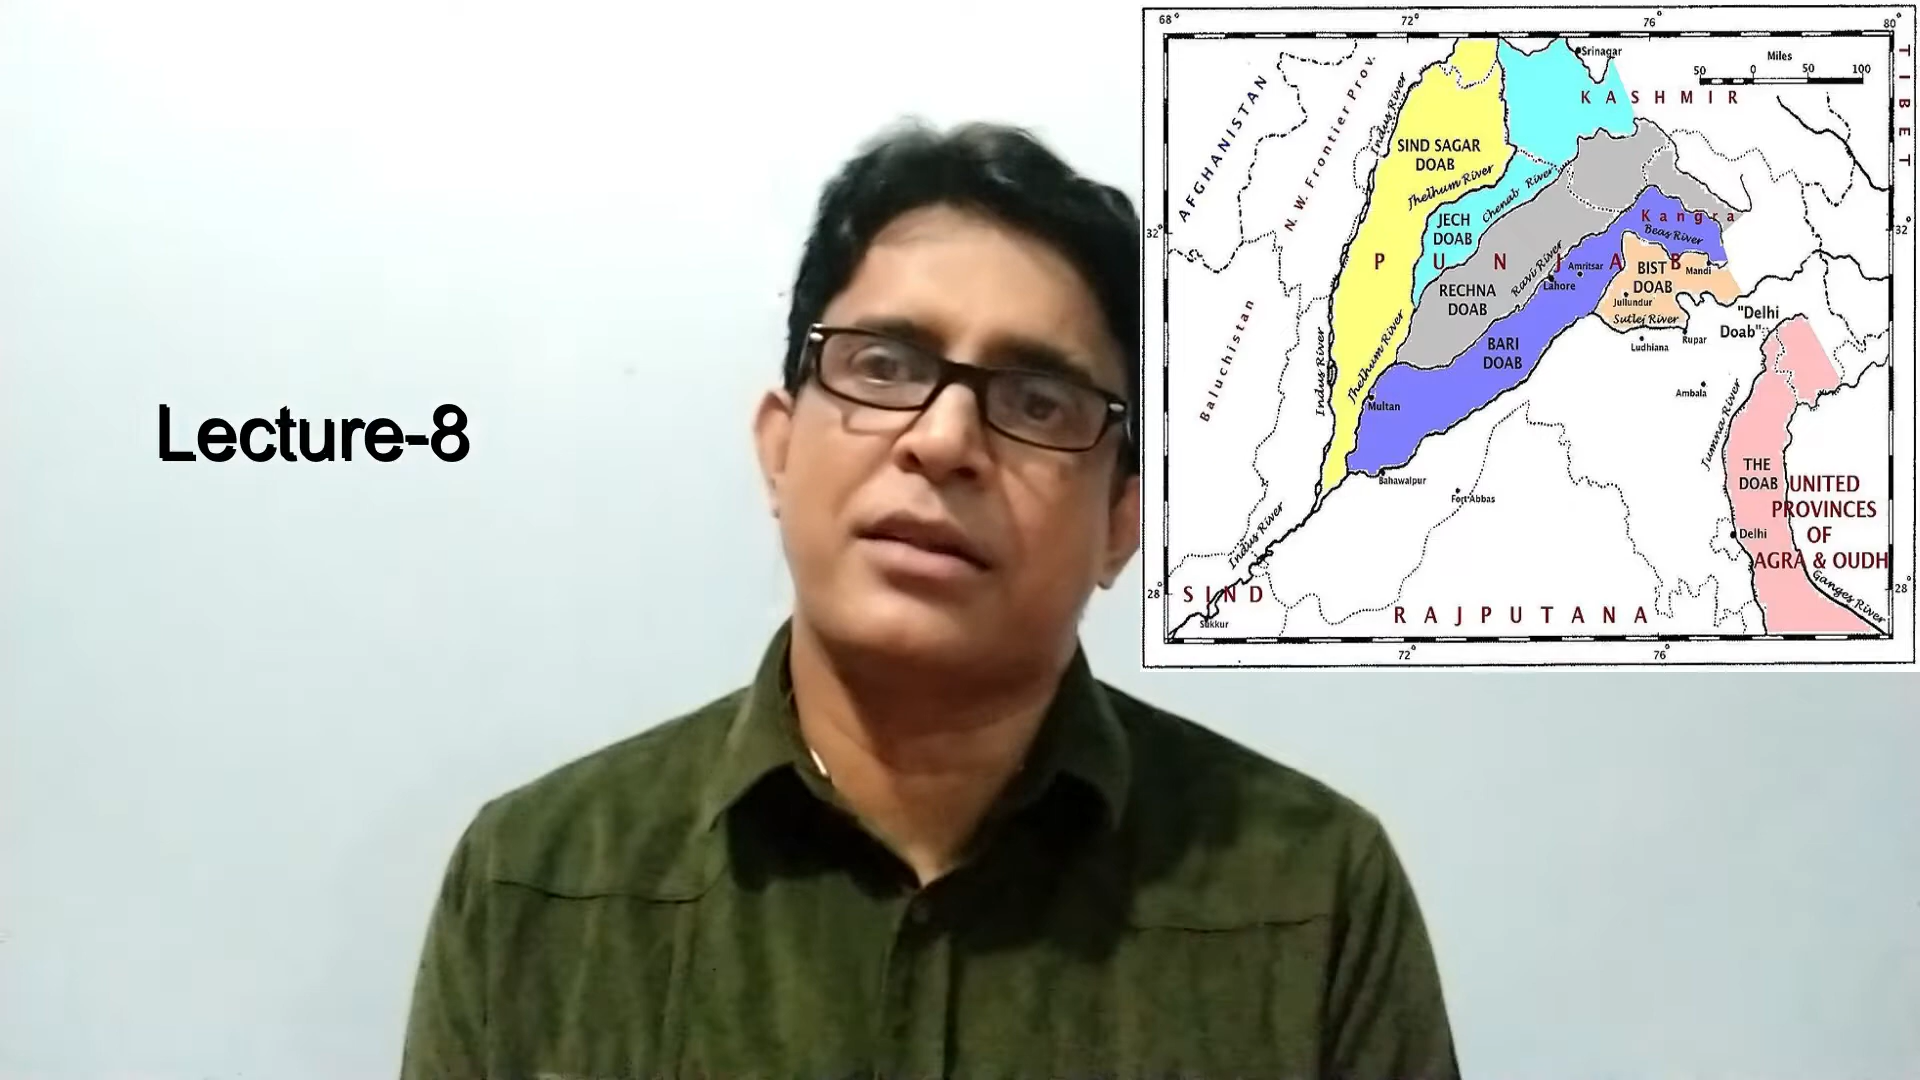 Lecture-8
68°
72°
76°
80°
Srinagar
Miles
50
0
50
100
TIBET
KASHMIR
AFGHANISTAN
N. W. Frontier Prov.
Indus River
SIND SAGAR
DOAB
Jhelhum River
Chenab River
JECH
DOAB
32°
Kangra
Beas River
32°
PUNJAB
Ravi River
Amritsar
Lahore
BIST
DOAB
Mandi
RECHNA
DOAB
Jullundur
Sutlej River
"Delhi
Doab"
Baluchistan
Indus River
Jhelhum River
BARI
DOAB
Ludhiana
Rupar
Multan
Ambala
Jumna River
Bahawalpur
Fort Abbas
THE
DOAB
UNITED
PROVINCES
OF
AGRA & OUDH
Delhi
Indus River
Ganges River
28°
SIND
28°
Sukkur
RAJPUTANA
72°
76°